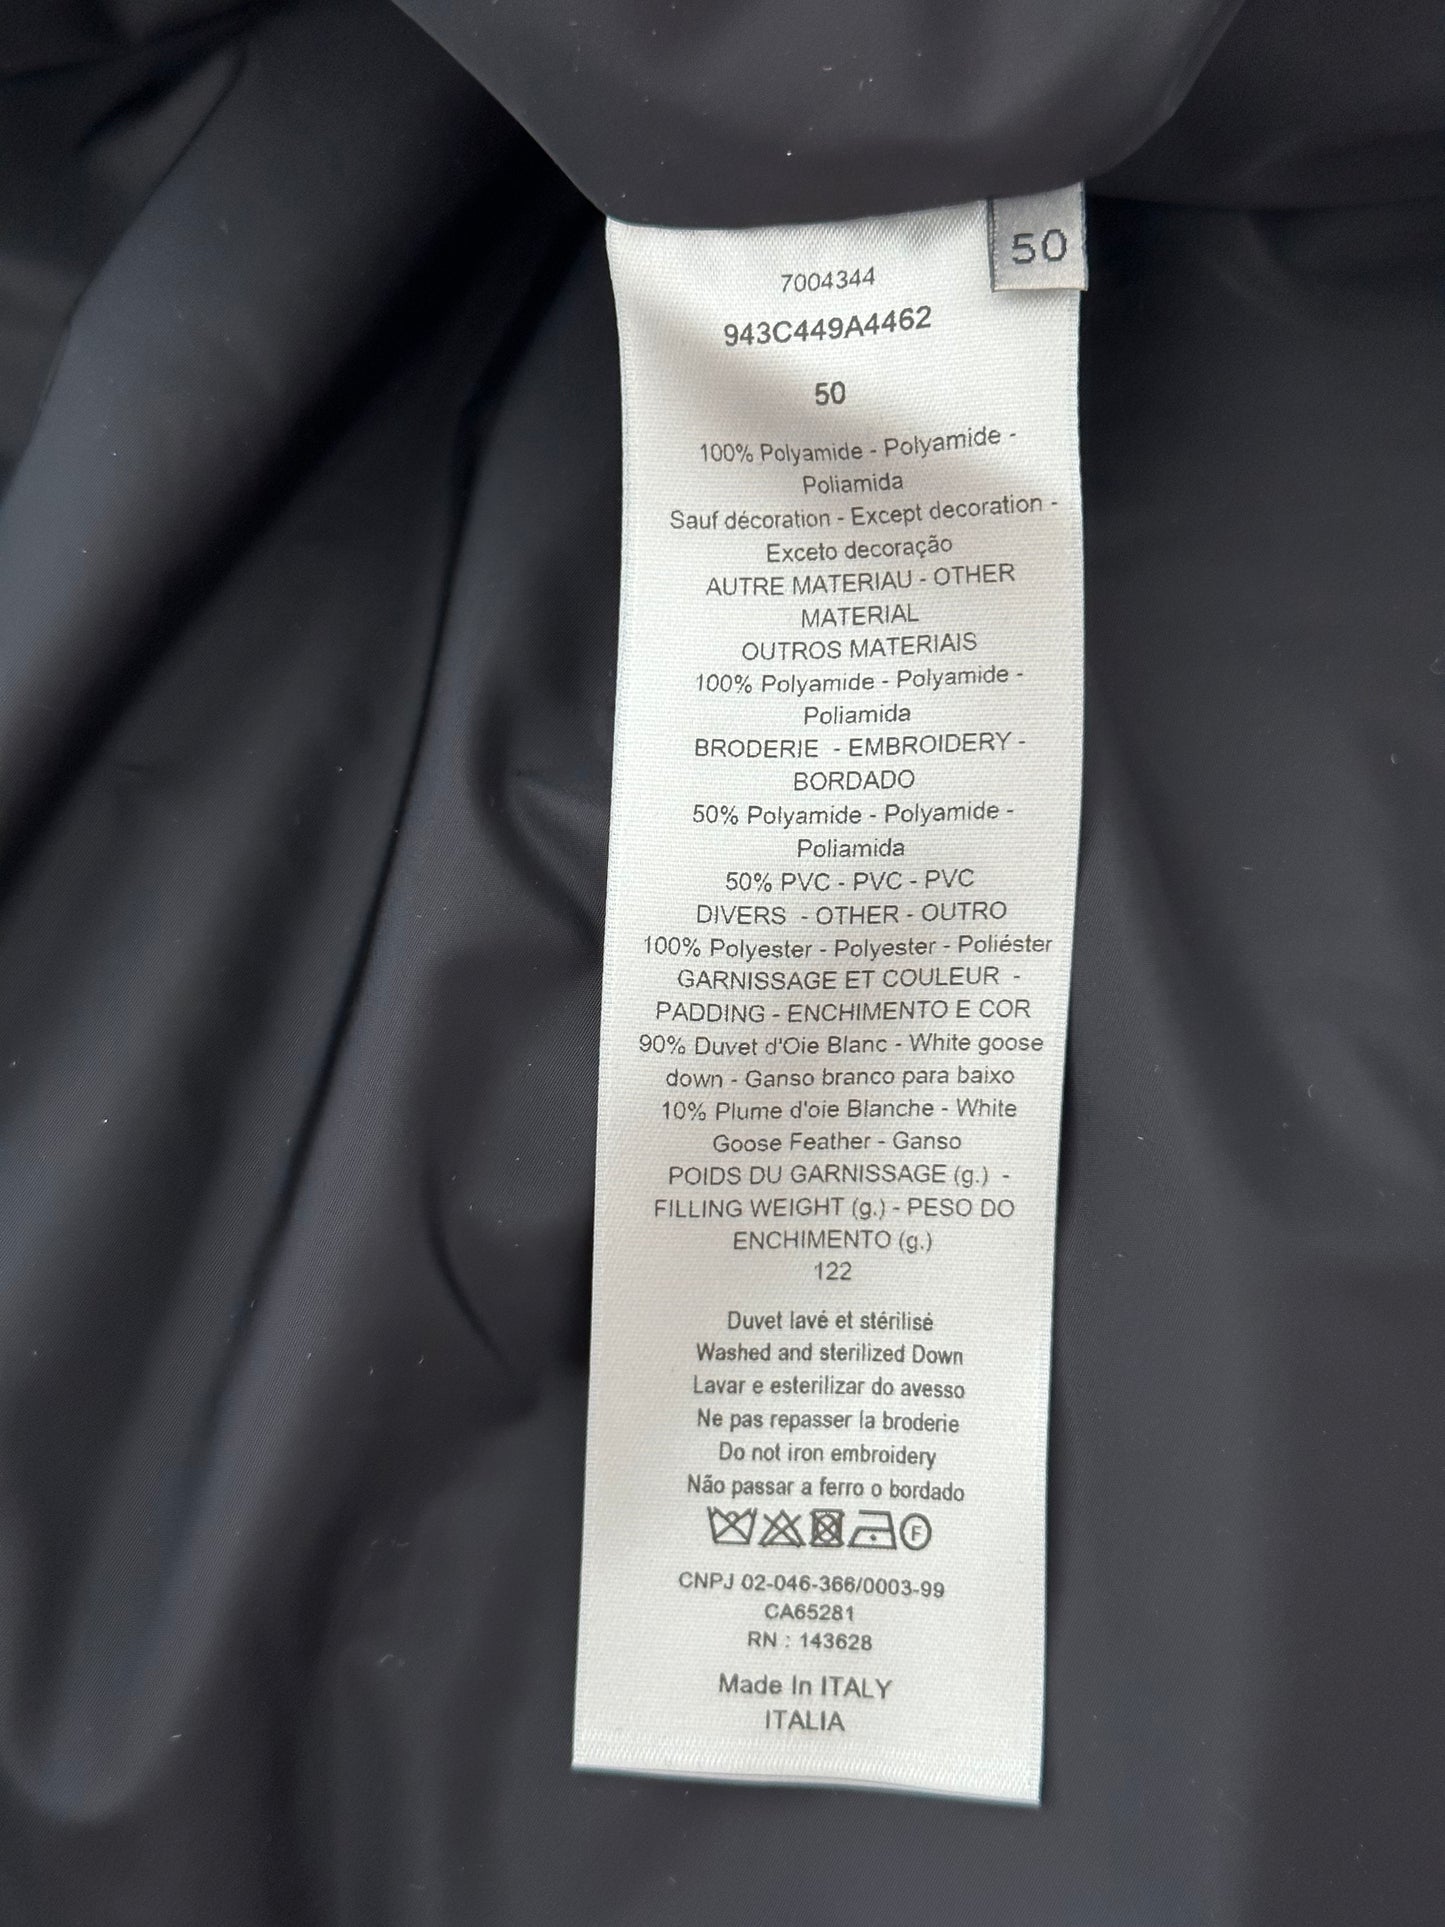 50
7004344
943C449A4462
50
100% Polyamide - Polyamide -
Poliamida
Sauf décoration - Except decoration -
Exceto decoração
AUTRE MATERIAU - OTHER
MATERIAL
OUTROS MATERIAIS
100% Polyamide - Polyamide -
Poliamida
BRODERIE - EMBROIDERY -
BORDADO
50% Polyamide - Polyamide -
Poliamida
50% PVC - PVC - PVC
DIVERS - OTHER - OUTRO
100% Polyester - Polyester - Poliéster
GARNISSAGE ET COULEUR -
PADDING - ENCHIMENTO E COR
90% Duvet d'Oie Blanc - White goose
down - Ganso branco para baixo
10% Plume d'oie Blanche - White
Goose Feather - Ganso
POIDS DU GARNISSAGE (g.) -
FILLING WEIGHT (g.) - PESO DO
ENCHIMENTO (g.)
122
Duvet lavé et stérilisé
Washed and sterilized Down
Lavar e esterilizar do avesso
Ne pas repasser la broderie
Do not iron embroidery
Não passar a ferro o bordado
F
CNPJ 02-046-366/0003-99
CA65281
RN : 143628
Made In ITALY
ITALIA